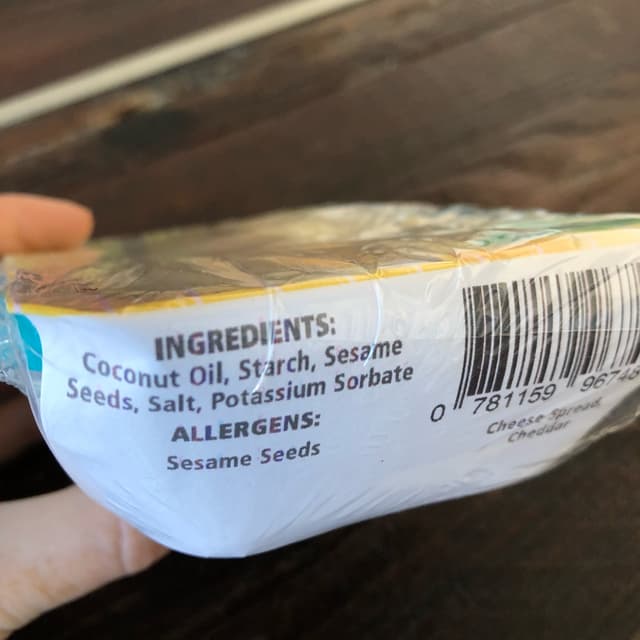 INGREDIENTS:
Coconut Oil, Starch, Sesame
Seeds, Salt, Potassium Sorbate
ALLERGENS:
Sesame Seeds
0 781159
Cheese Spread,
Cheddar